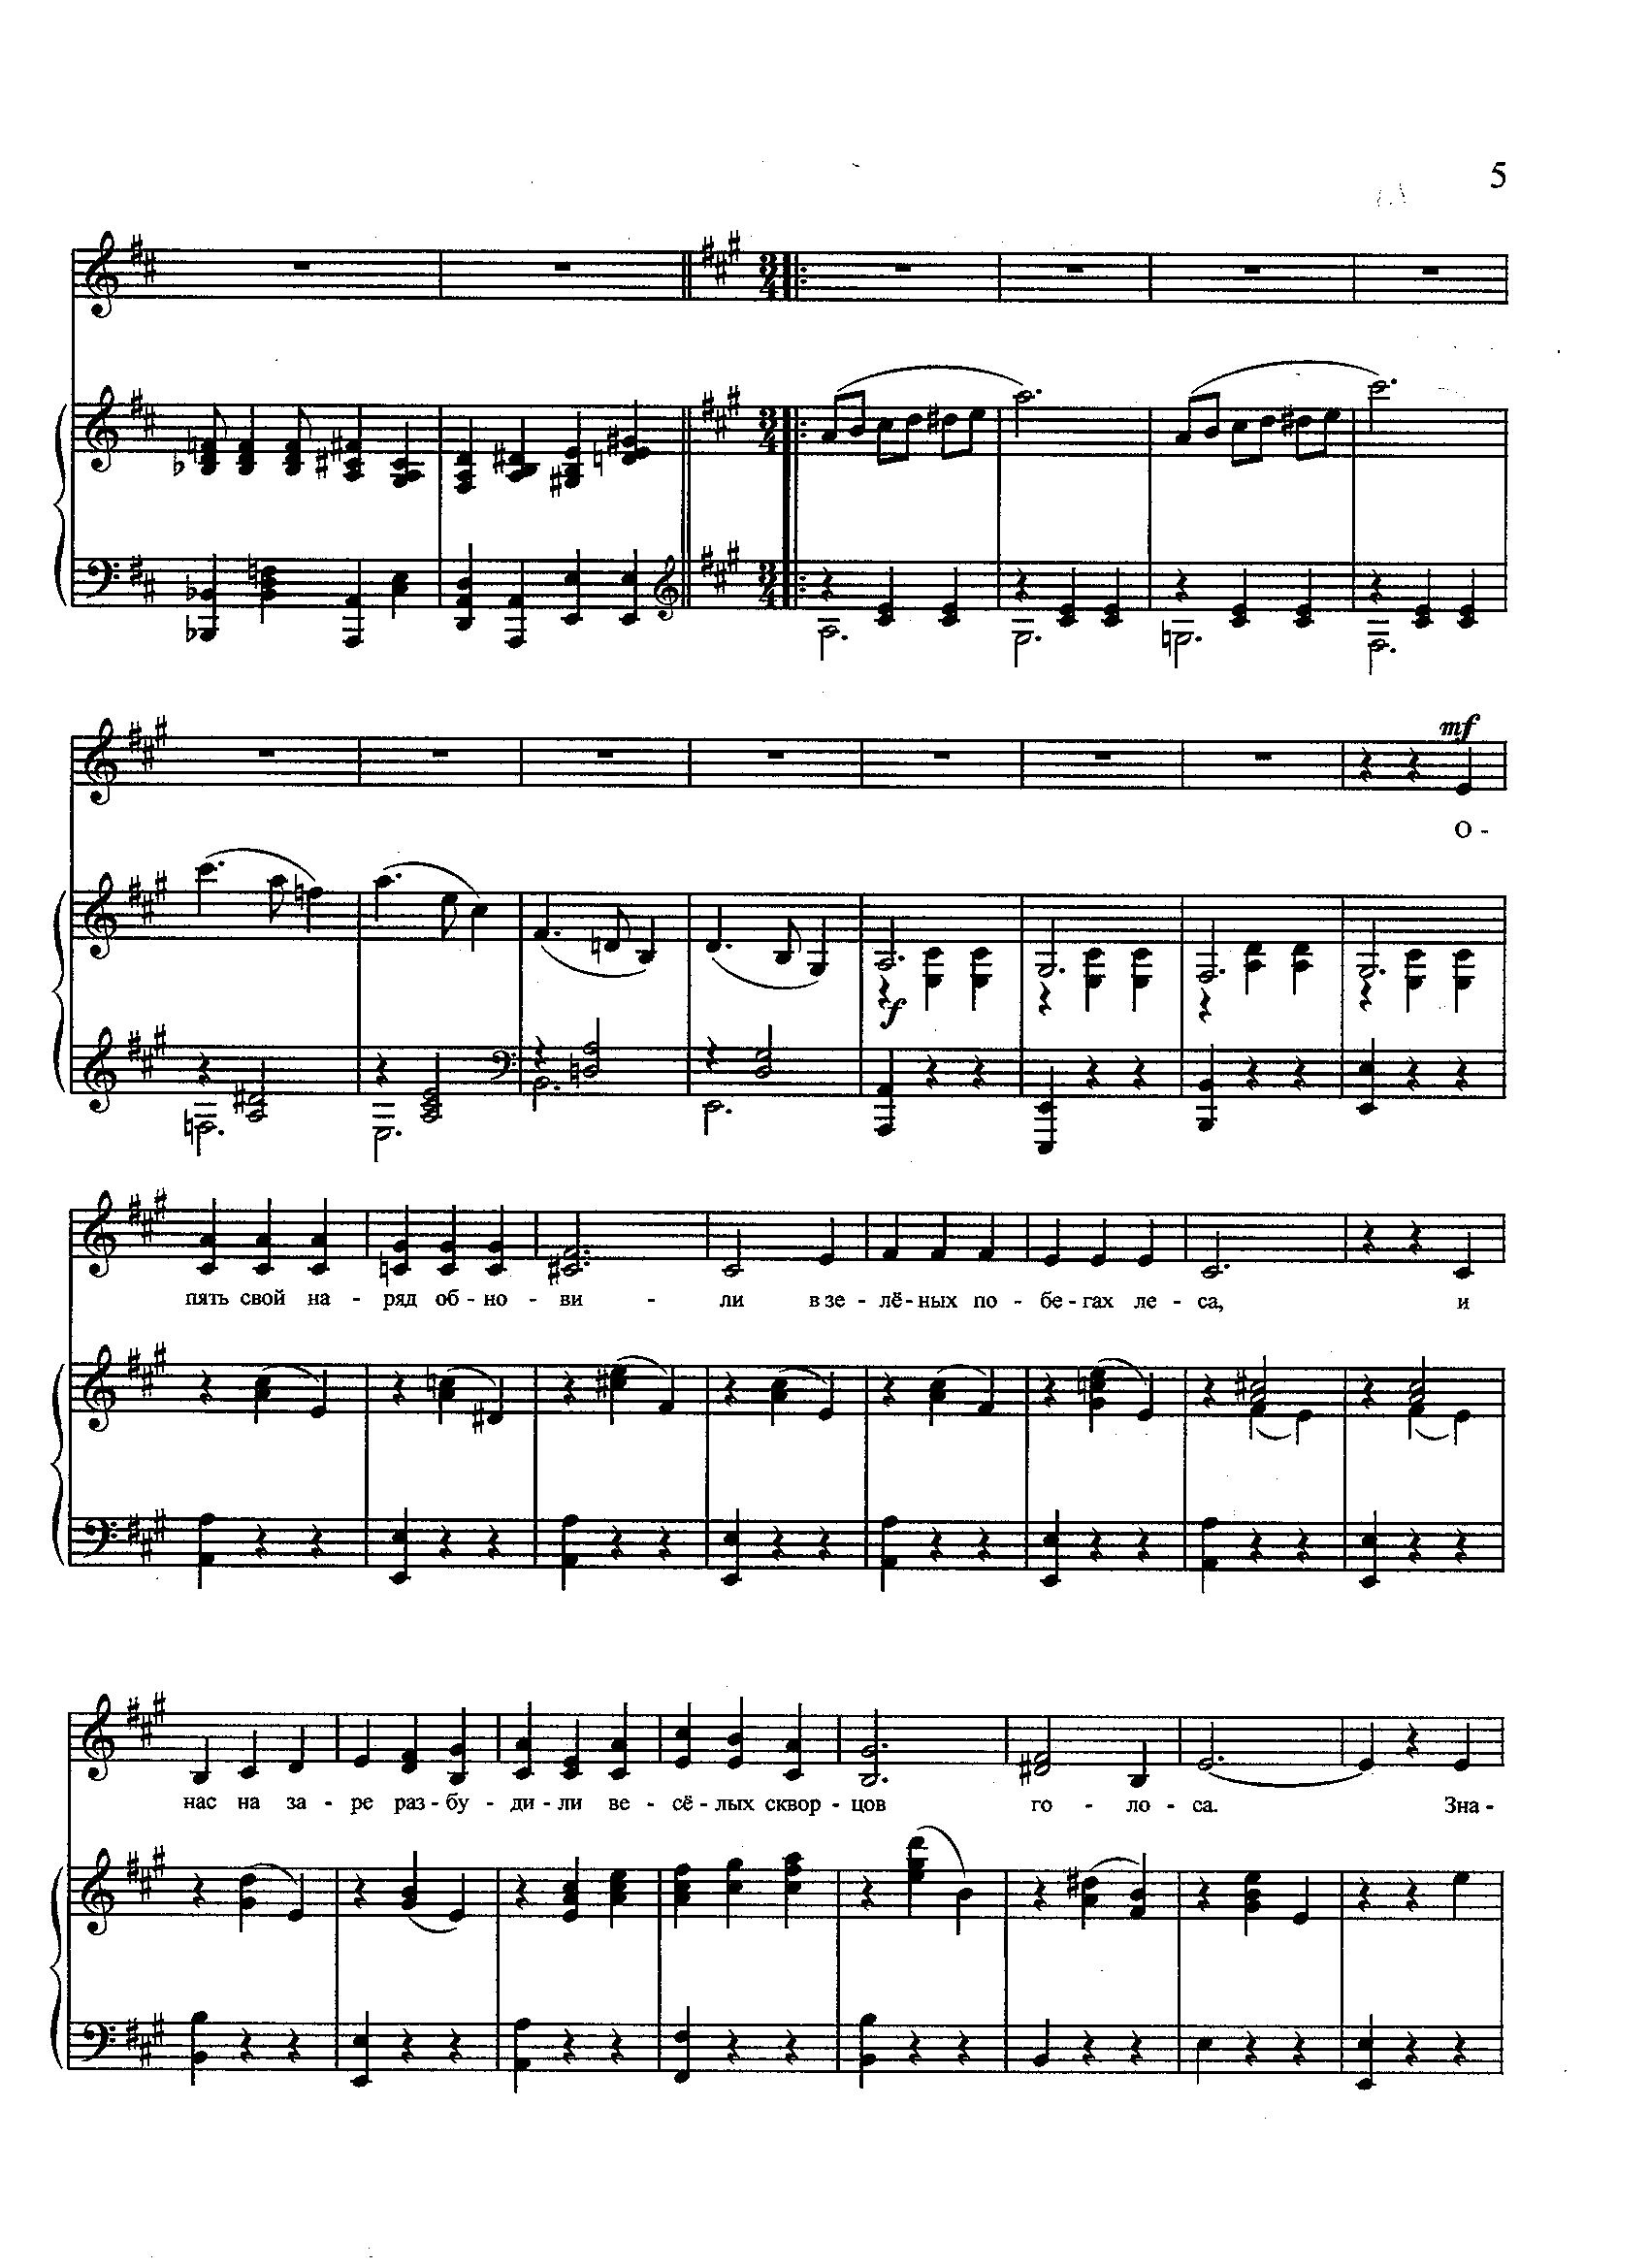 5
mf
О -
f
пять свой на - ряд об - но - ви - ли в зе - лё - ных по - бе - гах ле - са, и
нас на за - ре раз - бу - ди - ли ве - сё - лых сквор - цов го - ло - са. Зна -